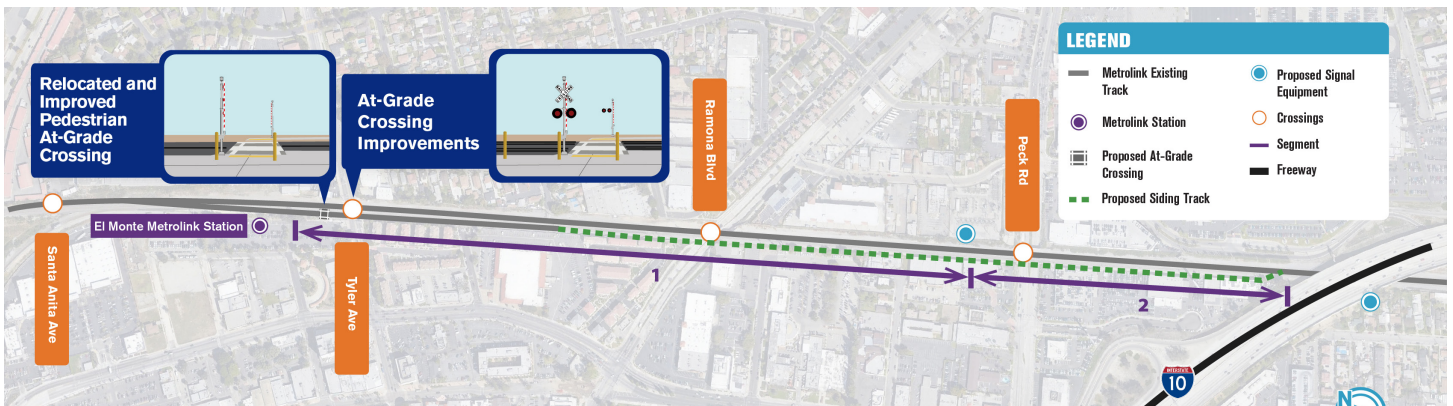 Relocated and
Improved
Pedestrian
At-Grade
Crossing
At-Grade
Crossing
Improvements
Ramona Blvd
Peck Rd
LEGEND
Metrolink Existing
Track
Metrolink Station
Proposed At-Grade
Crossing
Proposed Siding Track
Proposed Signal
Equipment
Crossings
Segment
Freeway
El Monte Metrolink Station
Santa Anita Ave
Tyler Ave
1
2
INTERSTATE
10
N